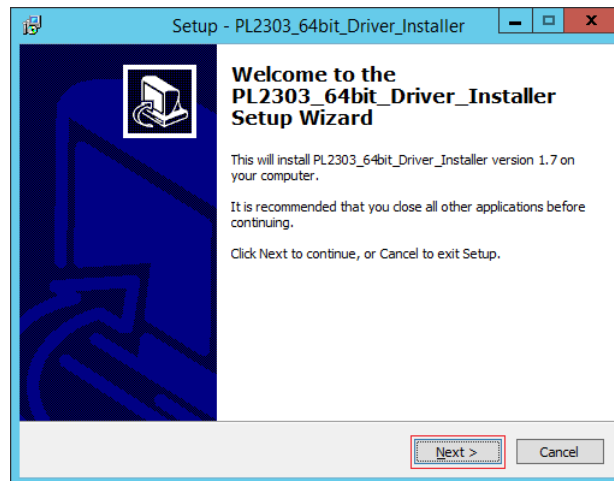 Setup - PL2303_64bit_Driver_Installer
Welcome to the
PL2303_64bit_Driver_Installer
Setup Wizard
This will install PL2303_64bit_Driver_Installer version 1.7 on
your computer.
It is recommended that you close all other applications before
continuing.
Click Next to continue, or Cancel to exit Setup.
Next >
Cancel